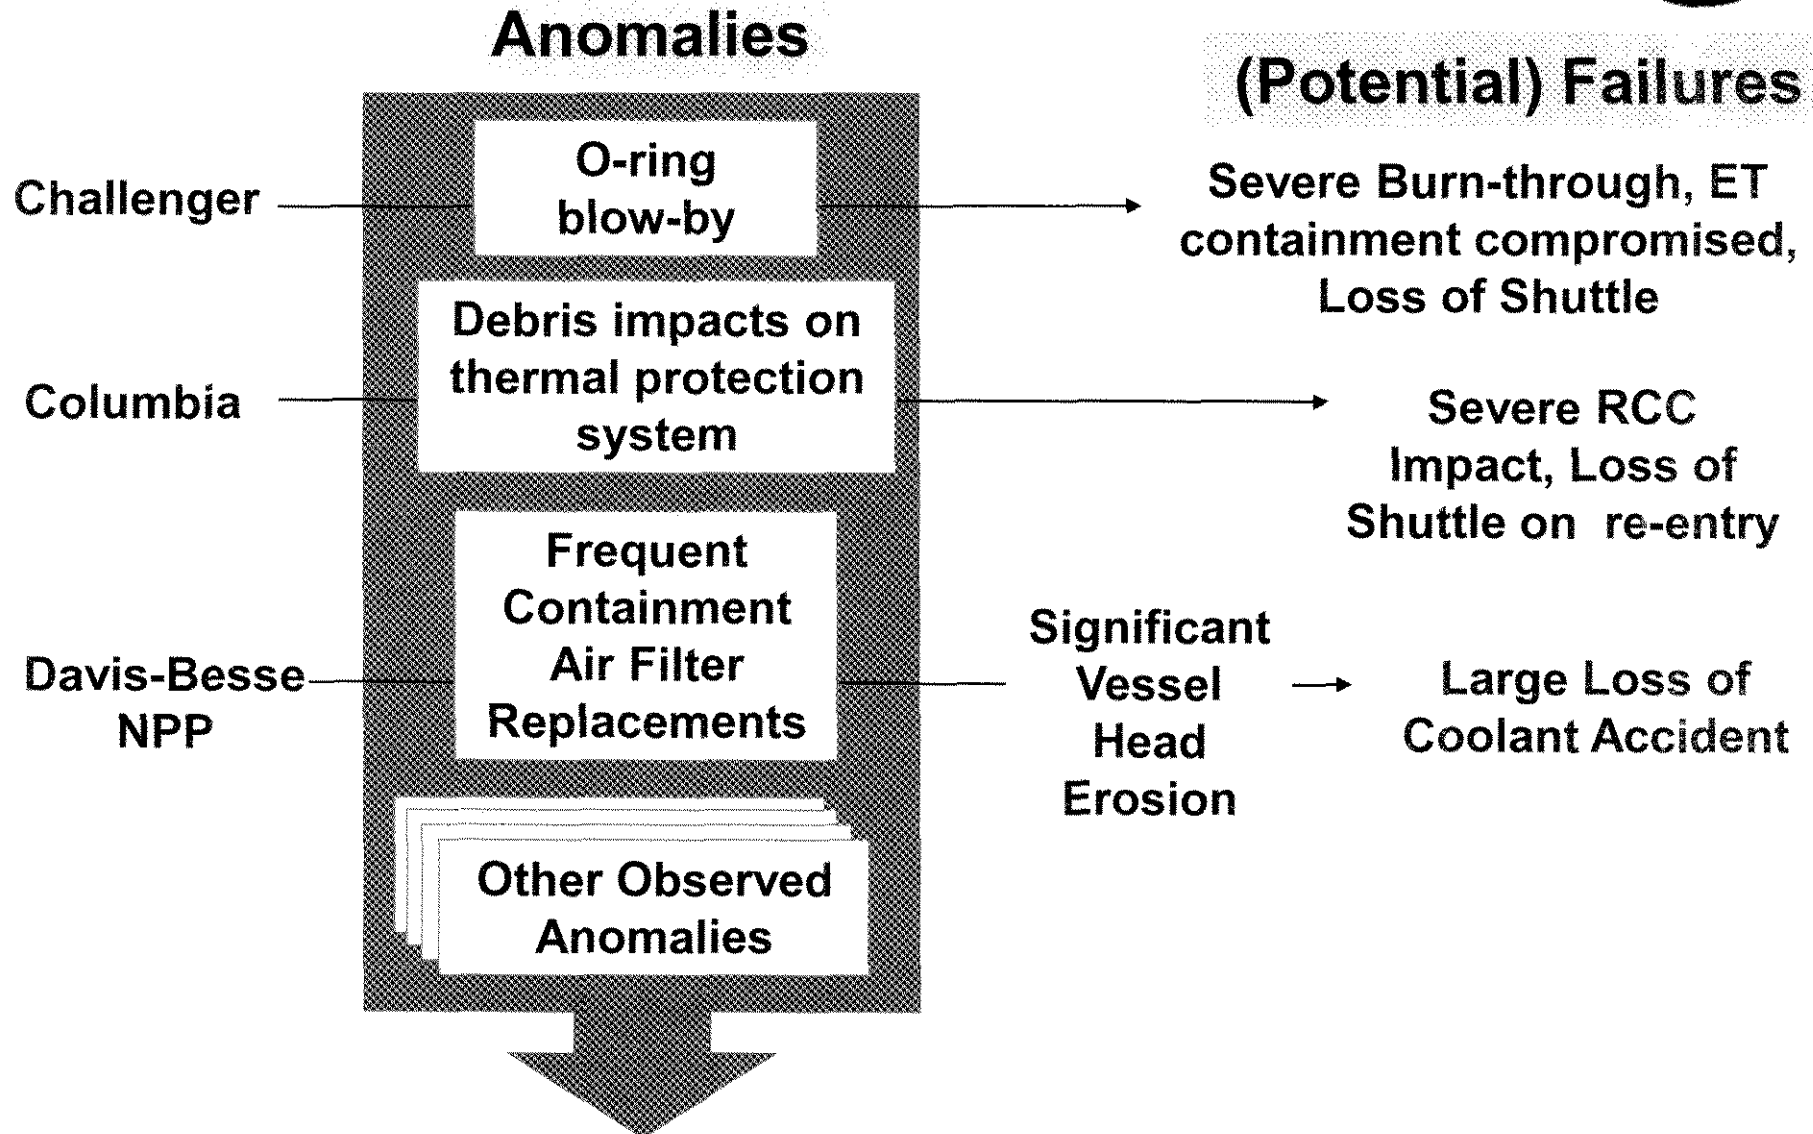 Anomalies
(Potential) Failures
Challenger
O-ring
blow-by
Severe Burn-through, ET
containment compromised,
Loss of Shuttle
Columbia
Debris impacts on
thermal protection
system
Severe RCC
Impact, Loss of
Shuttle on re-entry
Davis-Besse
NPP
Frequent
Containment
Air Filter
Replacements
Significant
Vessel
Head
Erosion
Large Loss of
Coolant Accident
Other Observed
Anomalies